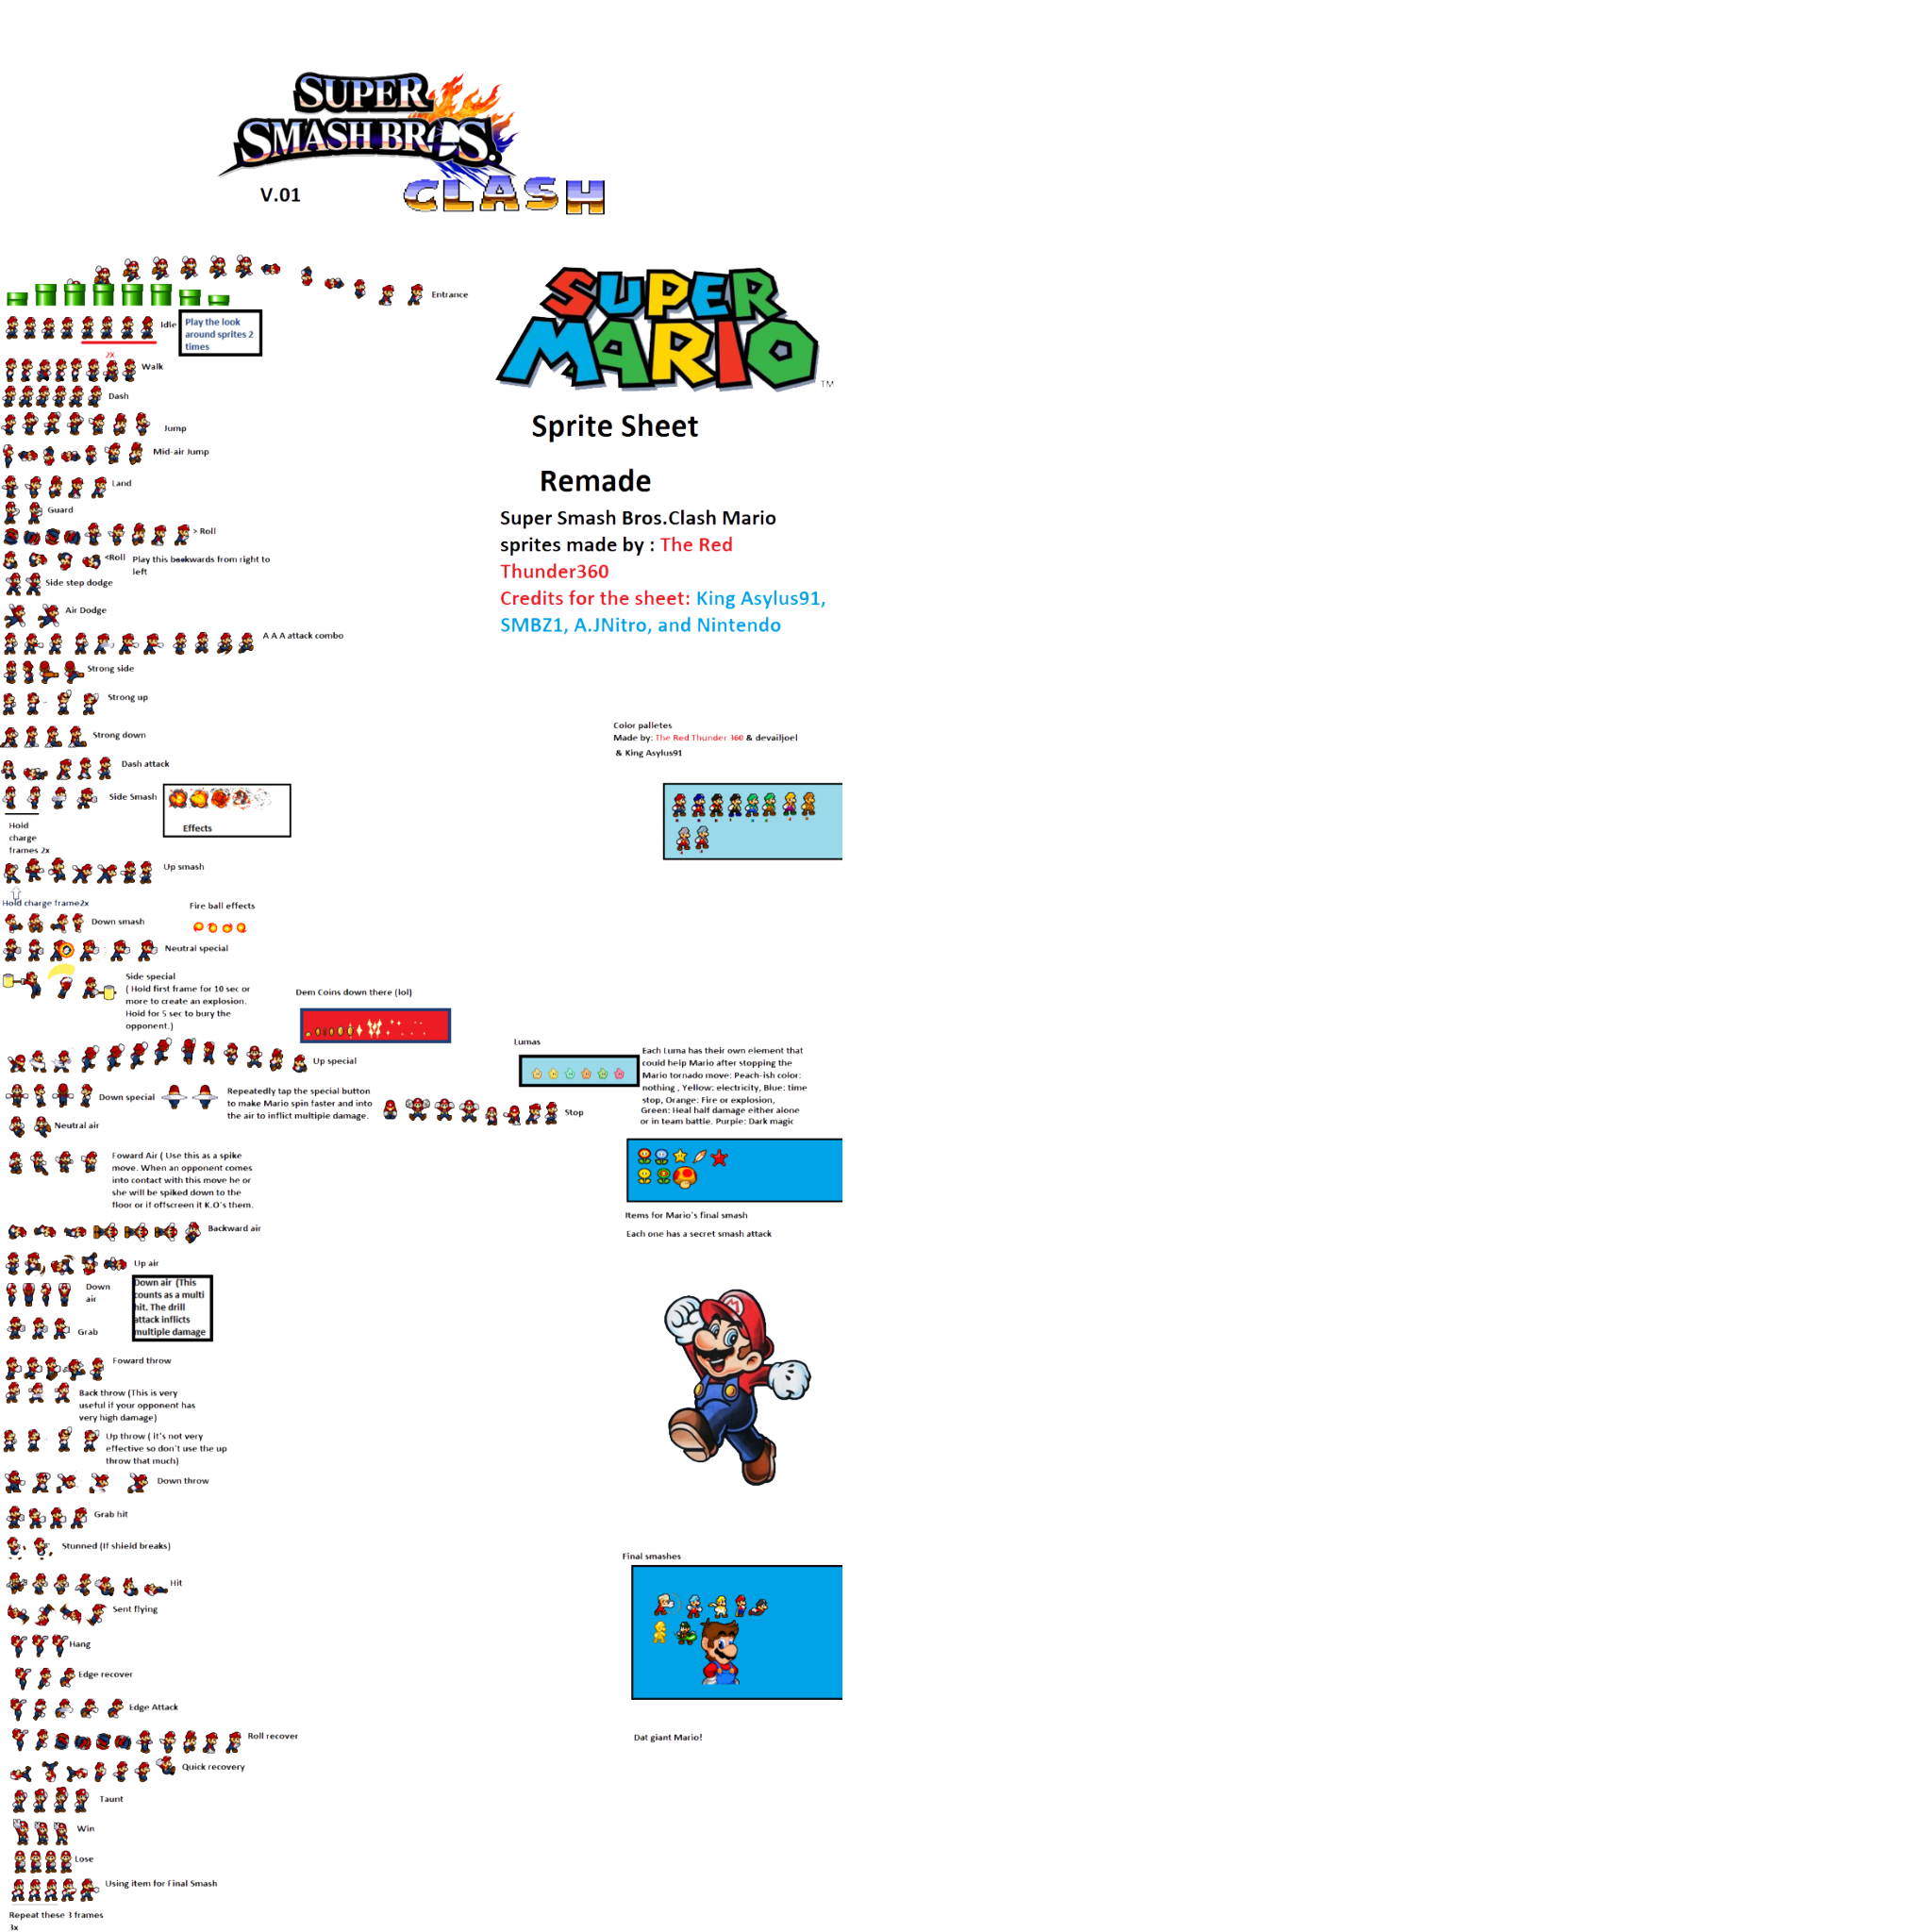 SUPER
SMASH BROS.
V.01
CLASH
Entrance
Idle
Play the look
around sprites 2
times
2X
Walk
Dash
Jump
Mid-air Jump
Land
Guard
> Roll
<Roll
Play this backwards from right to
left
Side step dodge
Air Dodge
A A A attack combo
Strong side
Strong up
Strong down
Dash attack
Side Smash
Effects
Hold
charge
frames 2x
Up smash
Hold charge frame2x
Fire ball effects
Down smash
Neutral special
Side special
( Hold first frame for 10 sec or
more to create an explosion.
Hold for 5 sec to bury the
opponent.)
Dem Coins down there (lol)
Up special
Down special
Repeatedly tap the special button
to make Mario spin faster and into
the air to inflict multiple damage.
Stop
Neutral air
Foward Air ( Use this as a spike
move. When an opponent comes
into contact with this move he or
she will be spiked down to the
floor or if offscreen it K.O's them.
Backward air
Up air
Down
air
Down air (This
counts as a multi
hit. The drill
attack inflicts
multiple damage
Grab
Foward throw
Back throw (This is very
useful if your opponent has
very high damage)
Up throw ( it's not very
effective so don't use the up
throw that much)
Down throw
Grab hit
Stunned (If shield breaks)
Hit
Sent flying
Hang
Edge recover
Edge Attack
Roll recover
Quick recovery
Taunt
Win
Lose
Using item for Final Smash
Repeat these 3 frames
3x
SUPER
MARIO
TM
Sprite Sheet
Remade
Super Smash Bros.Clash Mario
sprites made by : The Red
Thunder360
Credits for the sheet: King Asylus91,
SMBZ1, A.JNitro, and Nintendo
Color palletes
Made by: The Red Thunder 360 & devailjoel
& King Asylus91
Lumas
Each Luma has their own element that
could help Mario after stopping the
Mario tornado move: Peach-ish color:
nothing , Yellow: electricity, Blue: time
stop, Orange: Fire or explosion,
Green: Heal half damage either alone
or in team battle. Purple: Dark magic
Items for Mario's final smash
Each one has a secret smash attack
M
Final smashes
Dat giant Mario!